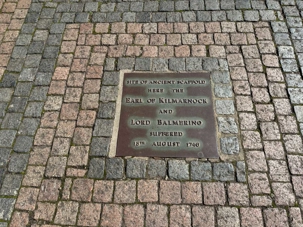 SITE OF ANCIENT SCAFFOLD
HERE THE
EARL OF KILMARNOCK
AND
LORD BALMERINO
SUFFERED
18TH AUGUST 1746